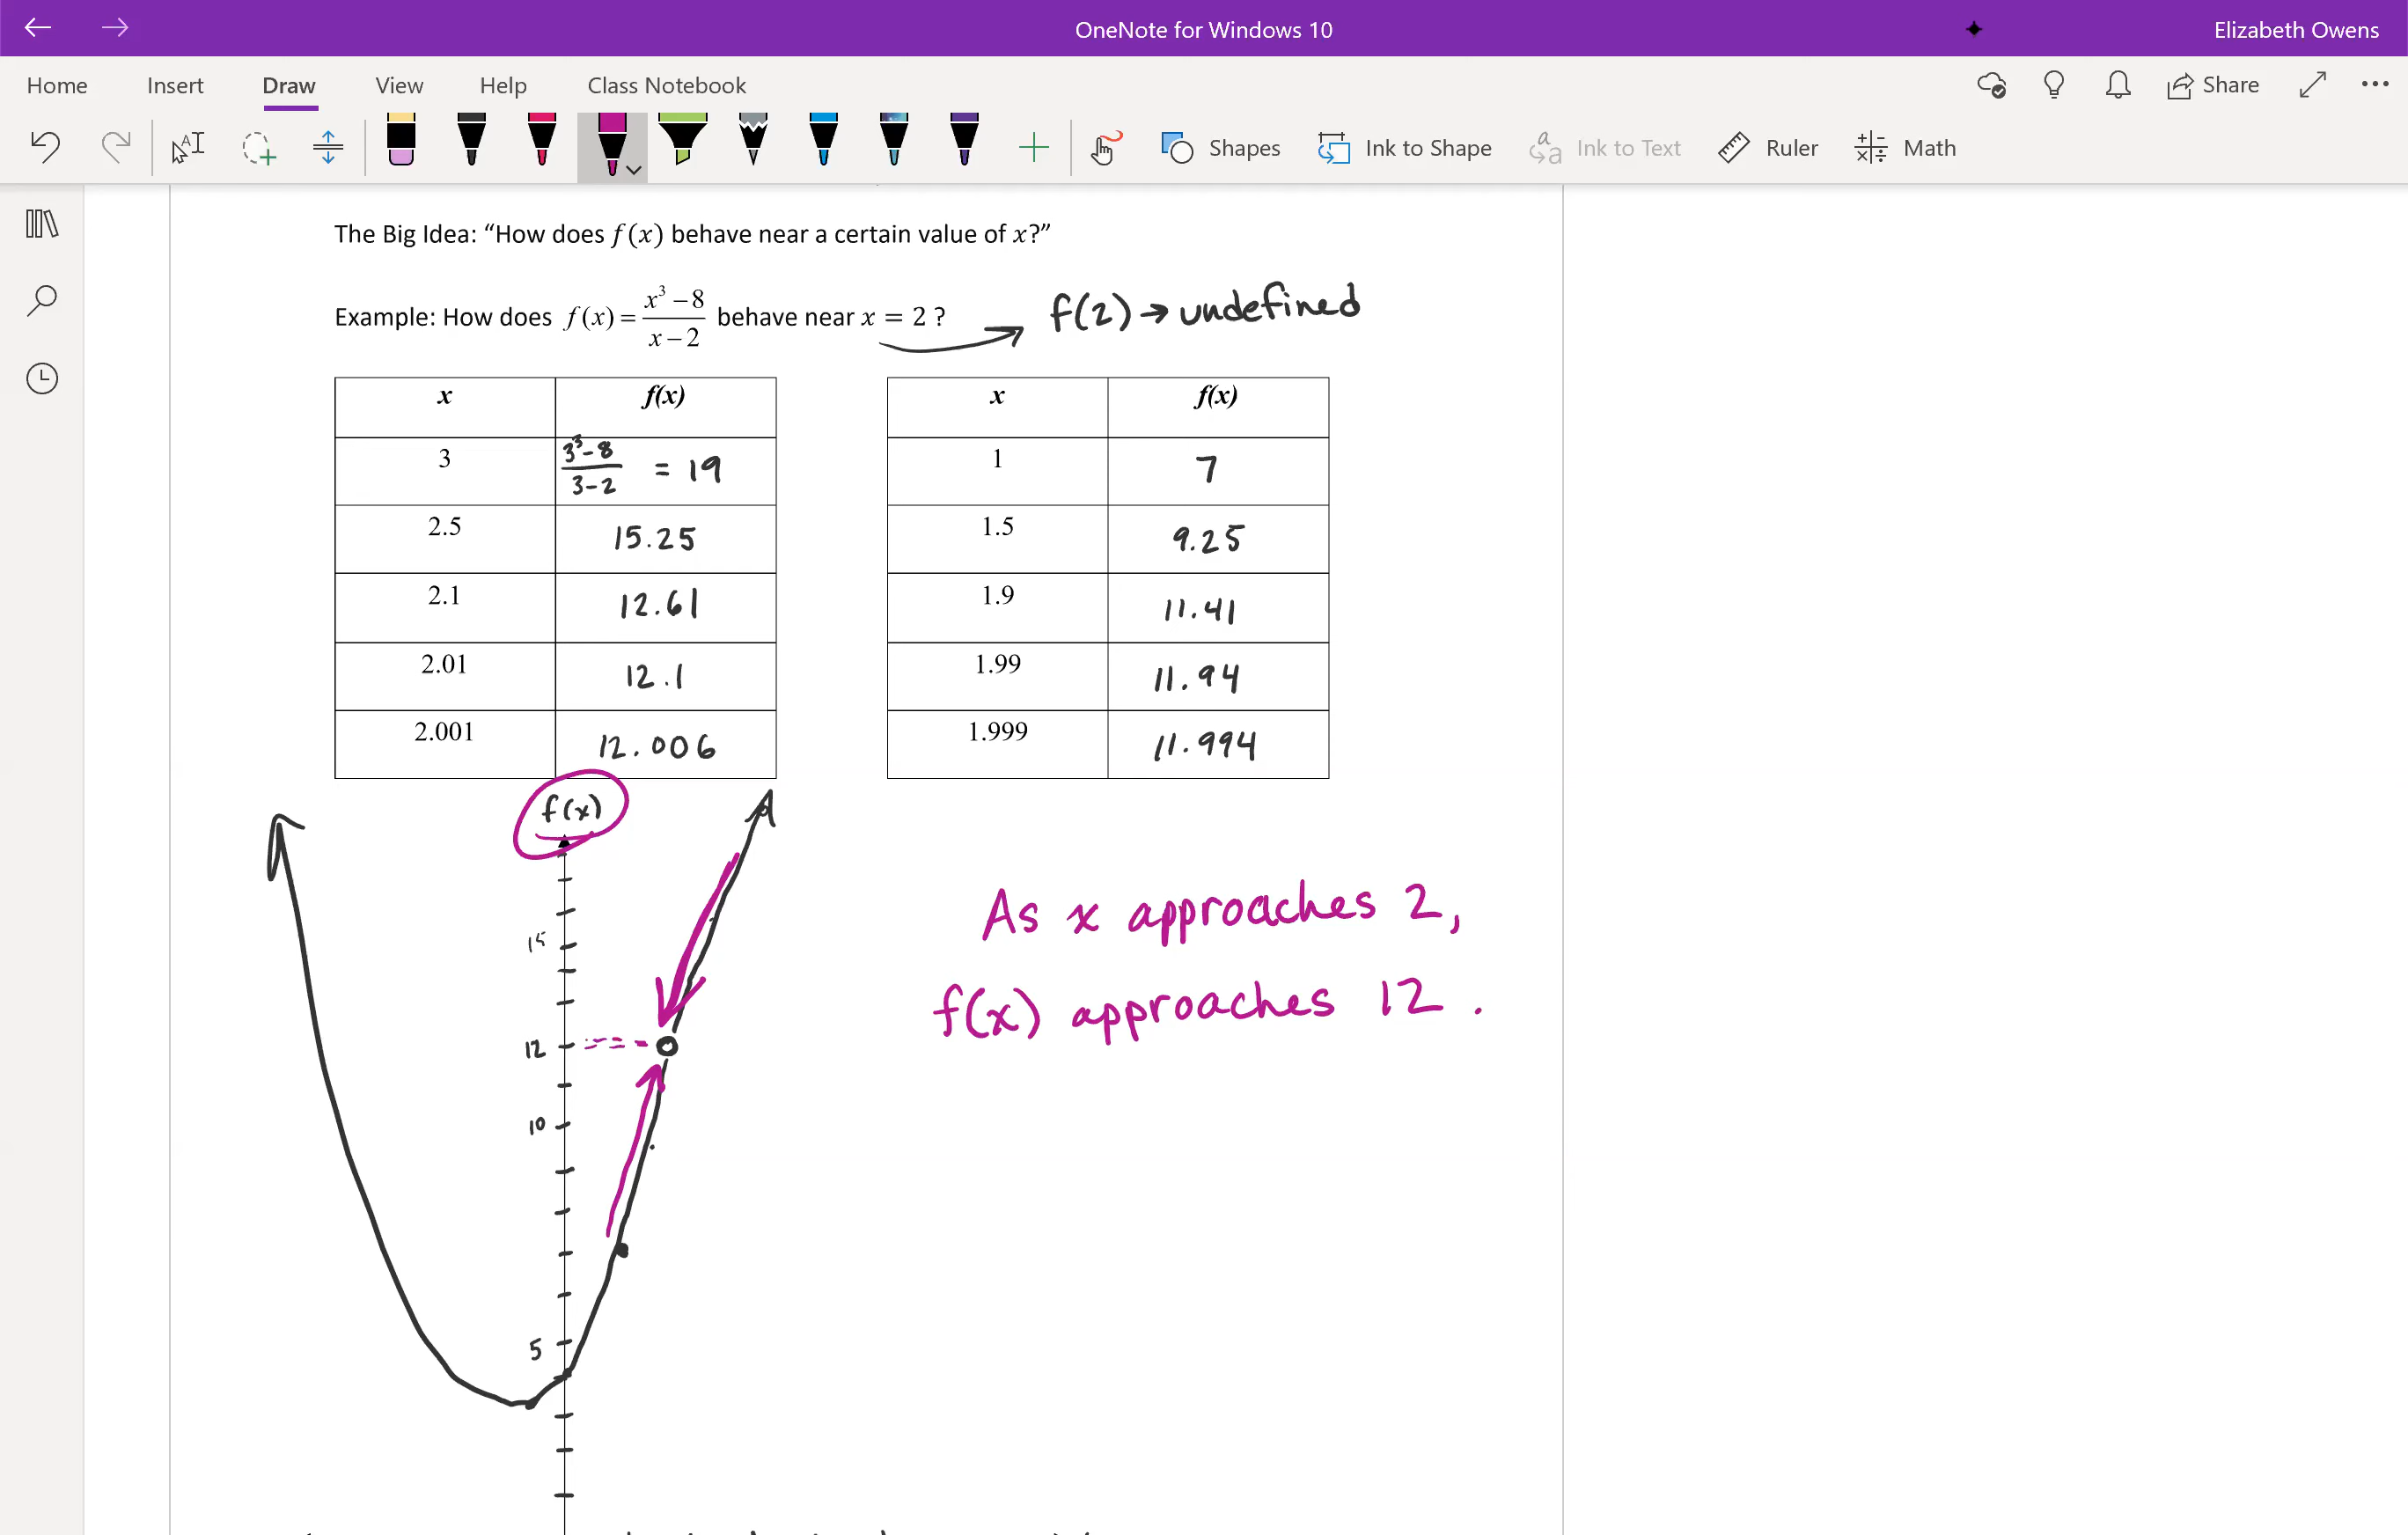 OneNote for Windows 10
Elizabeth Owens
Home Insert Draw View Help Class Notebook Share
Shapes Ink to Shape Ink to Text Ruler Math
The Big Idea: “How does f(x) behave near a certain value of x?”
Example: How does f(x) = (x³ − 8)/(x − 2) behave near x = 2 ?
f(2) → undefined
x f(x)
3 (3³-8)/(3-2) = 19
2.5 15.25
2.1 12.61
2.01 12.1
2.001 12.006
x f(x)
1 7
1.5 9.25
1.9 11.41
1.99 11.94
1.999 11.994
f(x)
15
12
10
5
As x approaches 2,
f(x) approaches 12.